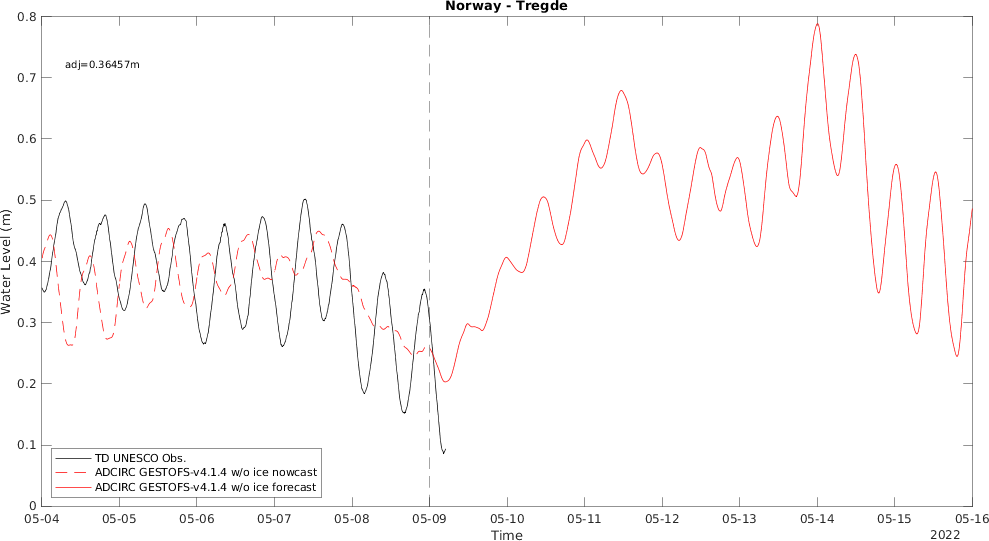 Norway - Tregde
adj=0.36457m
Water Level (m)
0.8
0.7
0.6
0.5
0.4
0.3
0.2
0.1
0
TD UNESCO Obs.
ADCIRC GESTOFS-v4.1.4 w/o ice nowcast
ADCIRC GESTOFS-v4.1.4 w/o ice forecast
05-04 05-05 05-06 05-07 05-08 05-09 05-10 05-11 05-12 05-13 05-14 05-15 05-16
Time
2022